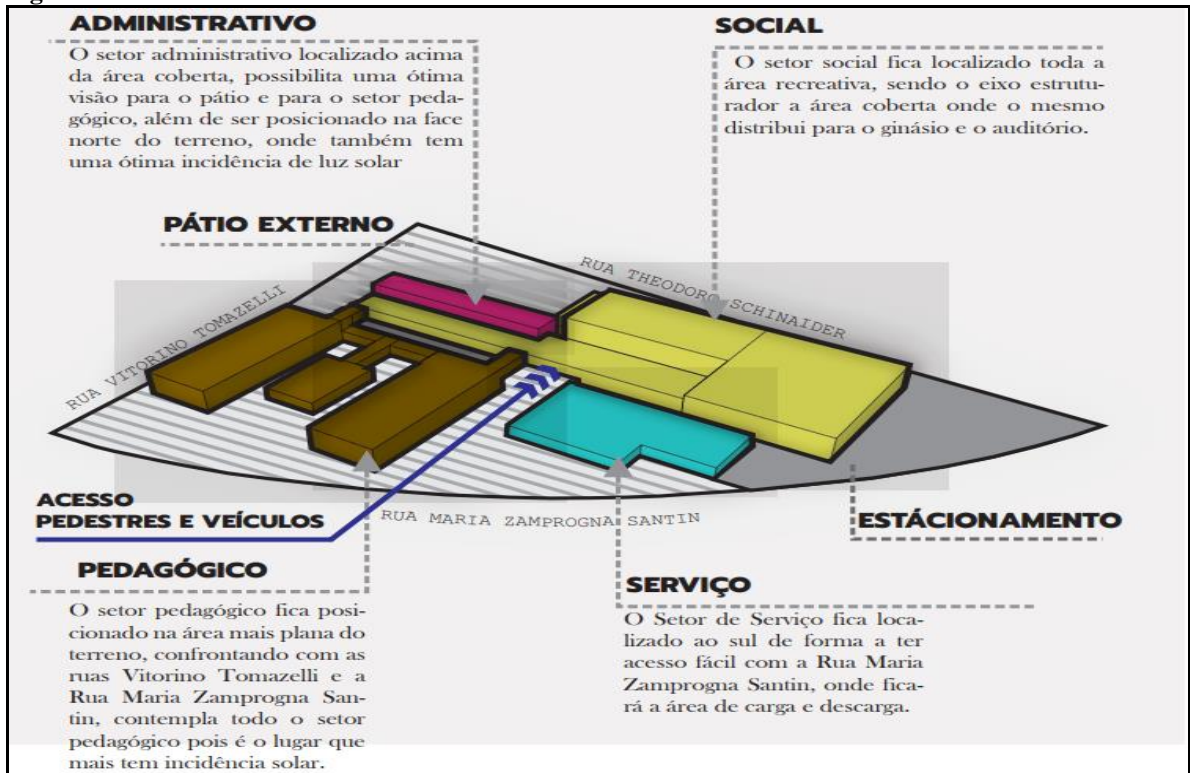 ADMINISTRATIVO
O setor administrativo localizado acima
da área coberta, possibilita uma ótima
visão para o pátio e para o setor peda-
gógico, além de ser posicionado na face
norte do terreno, onde também tem
uma ótima incidência de luz solar
SOCIAL
O setor social fica localizado toda a
área recreativa, sendo o eixo estrutu-
rador a área coberta onde o mesmo
distribui para o ginásio e o auditório.
PÁTIO EXTERNO
RUA THEODORO SCHINAIDER
RUA VITORINO TOMAZELLI
ACESSO
PEDESTRES E VEÍCULOS
RUA MARIA ZAMPROGNA SANTIN
ESTÁCIONAMENTO
PEDAGÓGICO
O setor pedagógico fica posi-
cionado na área mais plana do
terreno, confrontando com as
ruas Vitorino Tomazelli e a
Rua Maria Zamprogna San-
tin, contempla todo o setor
pedagógico pois é o lugar que
mais tem incidência solar.
SERVIÇO
O Setor de Serviço fica loca-
lizado ao sul de forma a ter
acesso fácil com a Rua Maria
Zamprogna Santin, onde fica-
rá a área de carga e descarga.